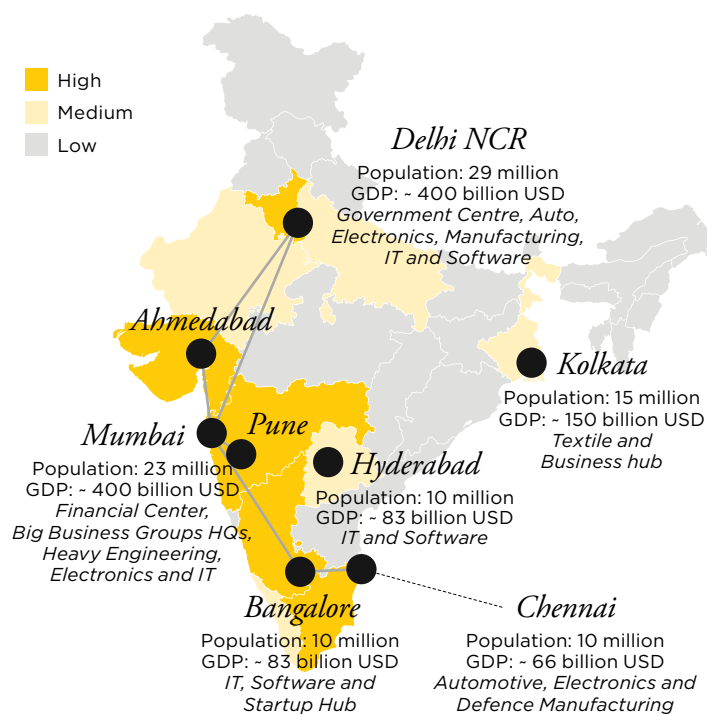 High
Medium
Low
Delhi NCR
Population: 29 million
GDP: ~ 400 billion USD
Government Centre, Auto,
Electronics, Manufacturing,
IT and Software
Ahmedabad
Kolkata
Population: 15 million
GDP: ~ 150 billion USD
Textile and
Business hub
Mumbai
Population: 23 million
GDP: ~ 400 billion USD
Financial Center,
Big Business Groups HQs,
Heavy Engineering,
Electronics and IT
Pune
Hyderabad
Population: 10 million
GDP: ~ 83 billion USD
IT and Software
Bangalore
Population: 10 million
GDP: ~ 83 billion USD
IT, Software and
Startup Hub
Chennai
Population: 10 million
GDP: ~ 66 billion USD
Automotive, Electronics and
Defence Manufacturing